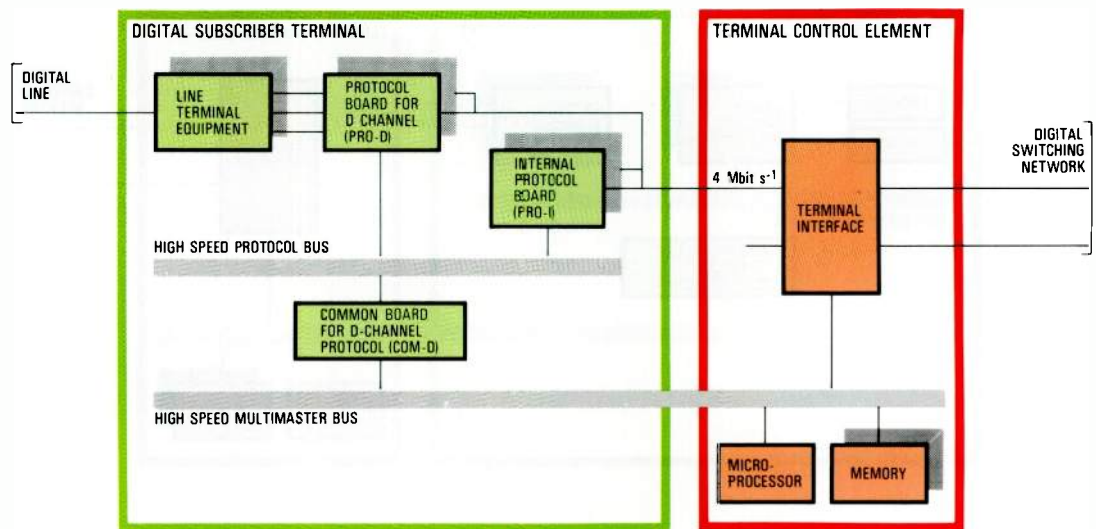 DIGITAL SUBSCRIBER TERMINAL
TERMINAL CONTROL ELEMENT
DIGITAL
LINE
LINE
TERMINAL
EQUIPMENT
PROTOCOL
BOARD FOR
D CHANNEL
(PRO-D)
INTERNAL
PROTOCOL
BOARD
(PRO-I)
4 Mbit s⁻¹
TERMINAL
INTERFACE
DIGITAL
SWITCHING
NETWORK
HIGH SPEED PROTOCOL BUS
COMMON BOARD
FOR D-CHANNEL
PROTOCOL (COM-D)
HIGH SPEED MULTIMASTER BUS
MICRO-
PROCESSOR
MEMORY